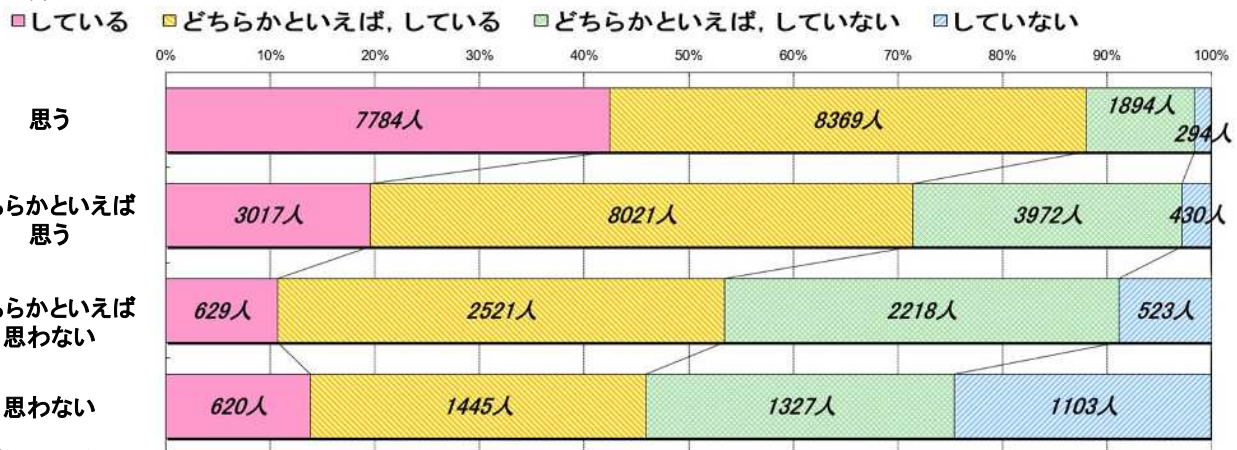 している どちらかといえば，している どちらかといえば，していない していない
0% 10% 20% 30% 40% 50% 60% 70% 80% 90% 100%
思う 7784人 8369人 1894人 294人
らかといえば
思う 3017人 8021人 3972人 430人
らかといえば
思わない 629人 2521人 2218人 523人
思わない 620人 1445人 1327人 1103人